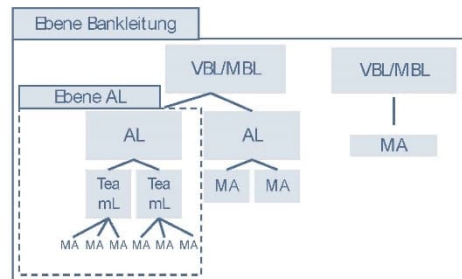 Ebene Bankleitung
VBL/MBL VBL/MBL
Ebene AL
AL AL MA
Tea Tea MA MA
mL mL
MA MA MA MA MA MA